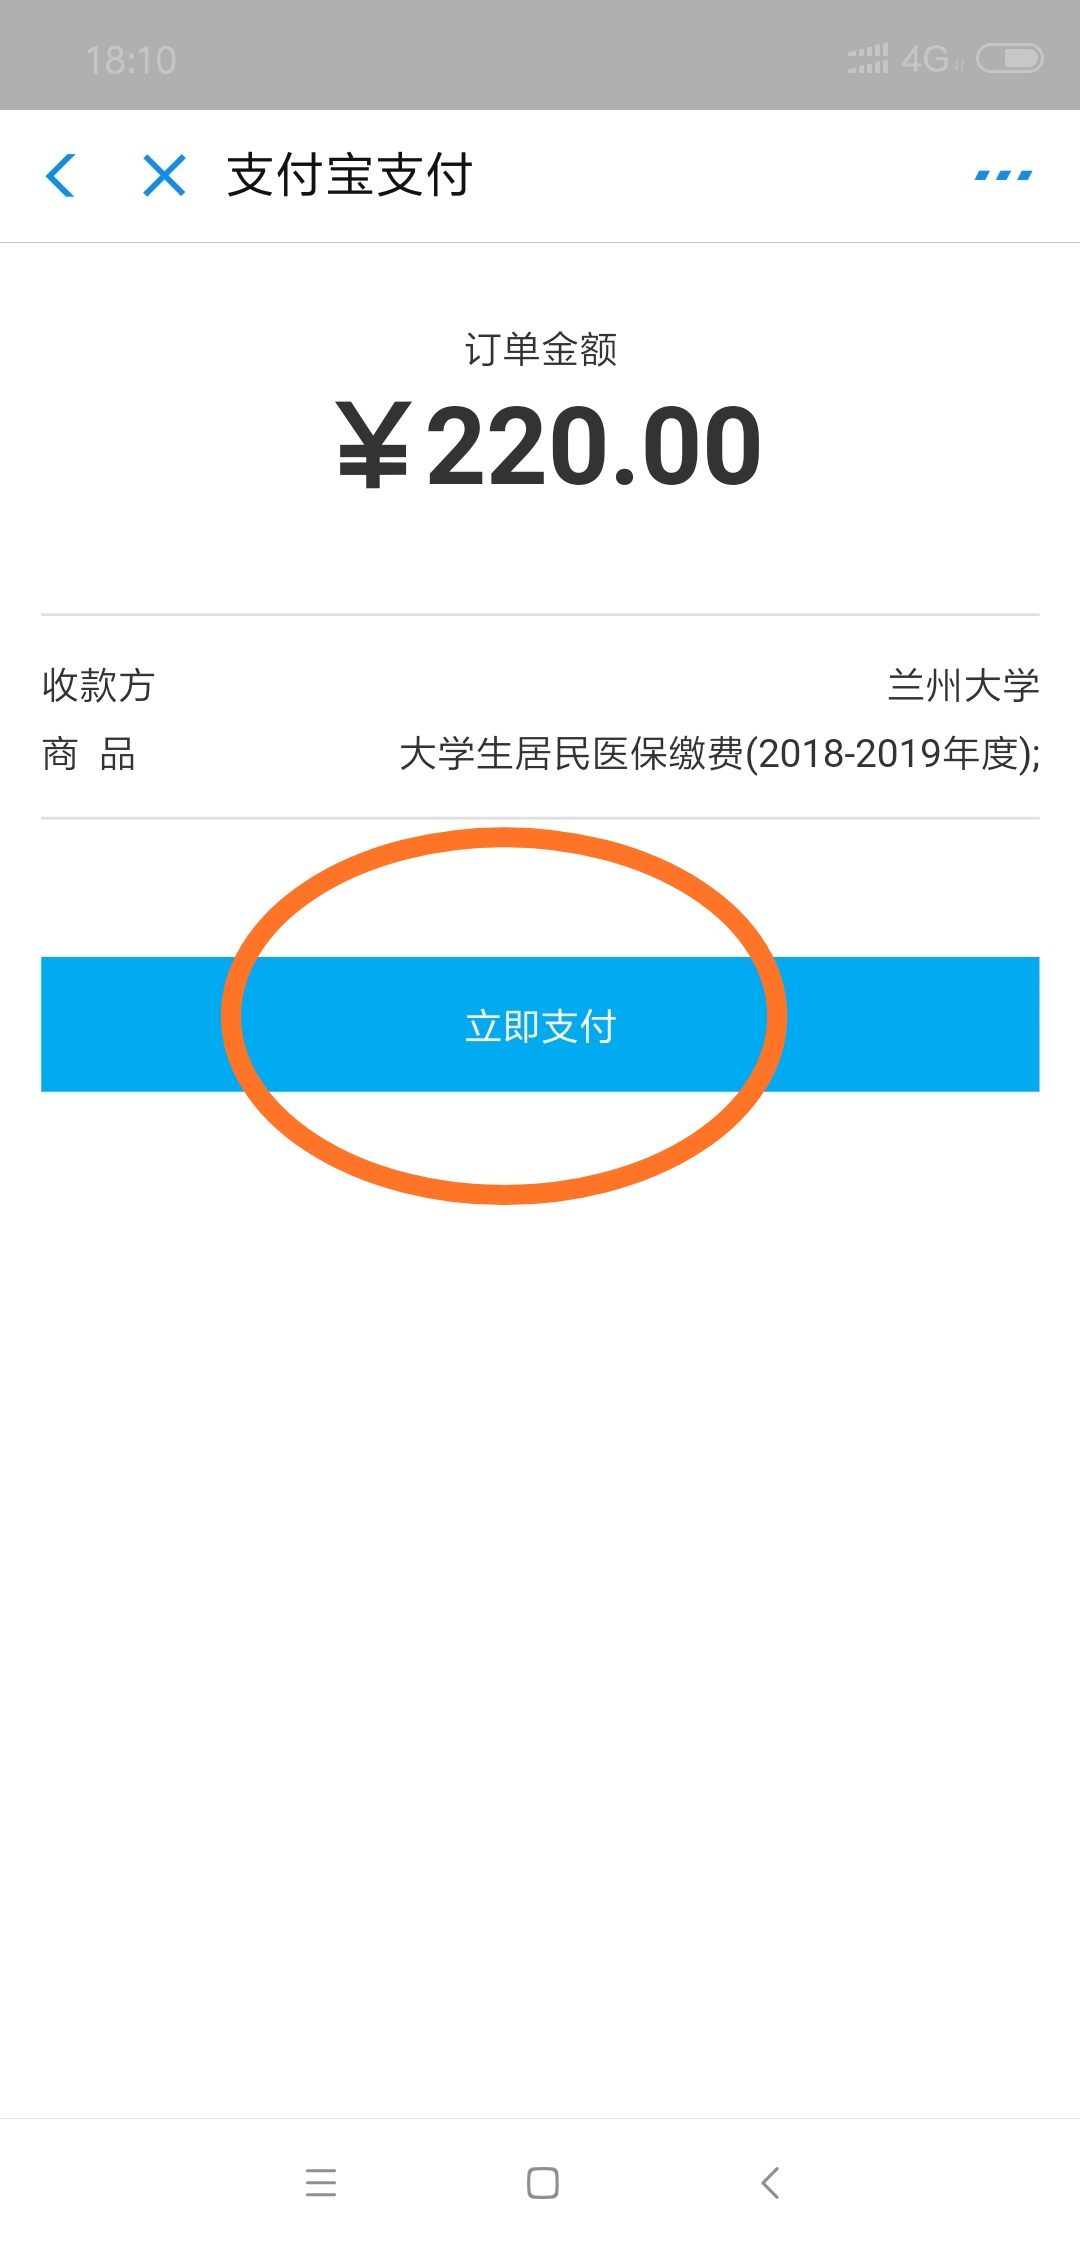 18:10 4G
支付宝支付
订单金额
¥220.00
收款方 兰州大学
商 品 大学生居民医保缴费(2018-2019年度);
立即支付